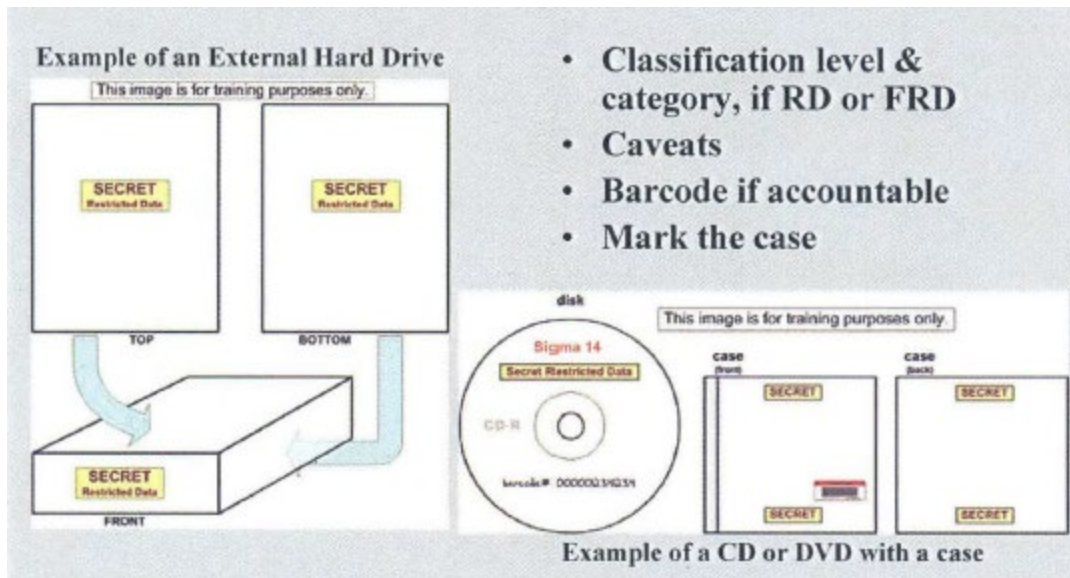 Example of an External Hard Drive
This image is for training purposes only.
SECRET
Restricted Data
SECRET
Restricted Data
TOP
BOTTOM
SECRET
Restricted Data
FRONT
• Classification level &
category, if RD or FRD
• Caveats
• Barcode if accountable
• Mark the case
disk
This image is for training purposes only.
Sigma 14
Secret Restricted Data
CD-R
barcode# 00000234234
case
(front)
SECRET
SECRET
case
(back)
SECRET
SECRET
Example of a CD or DVD with a case